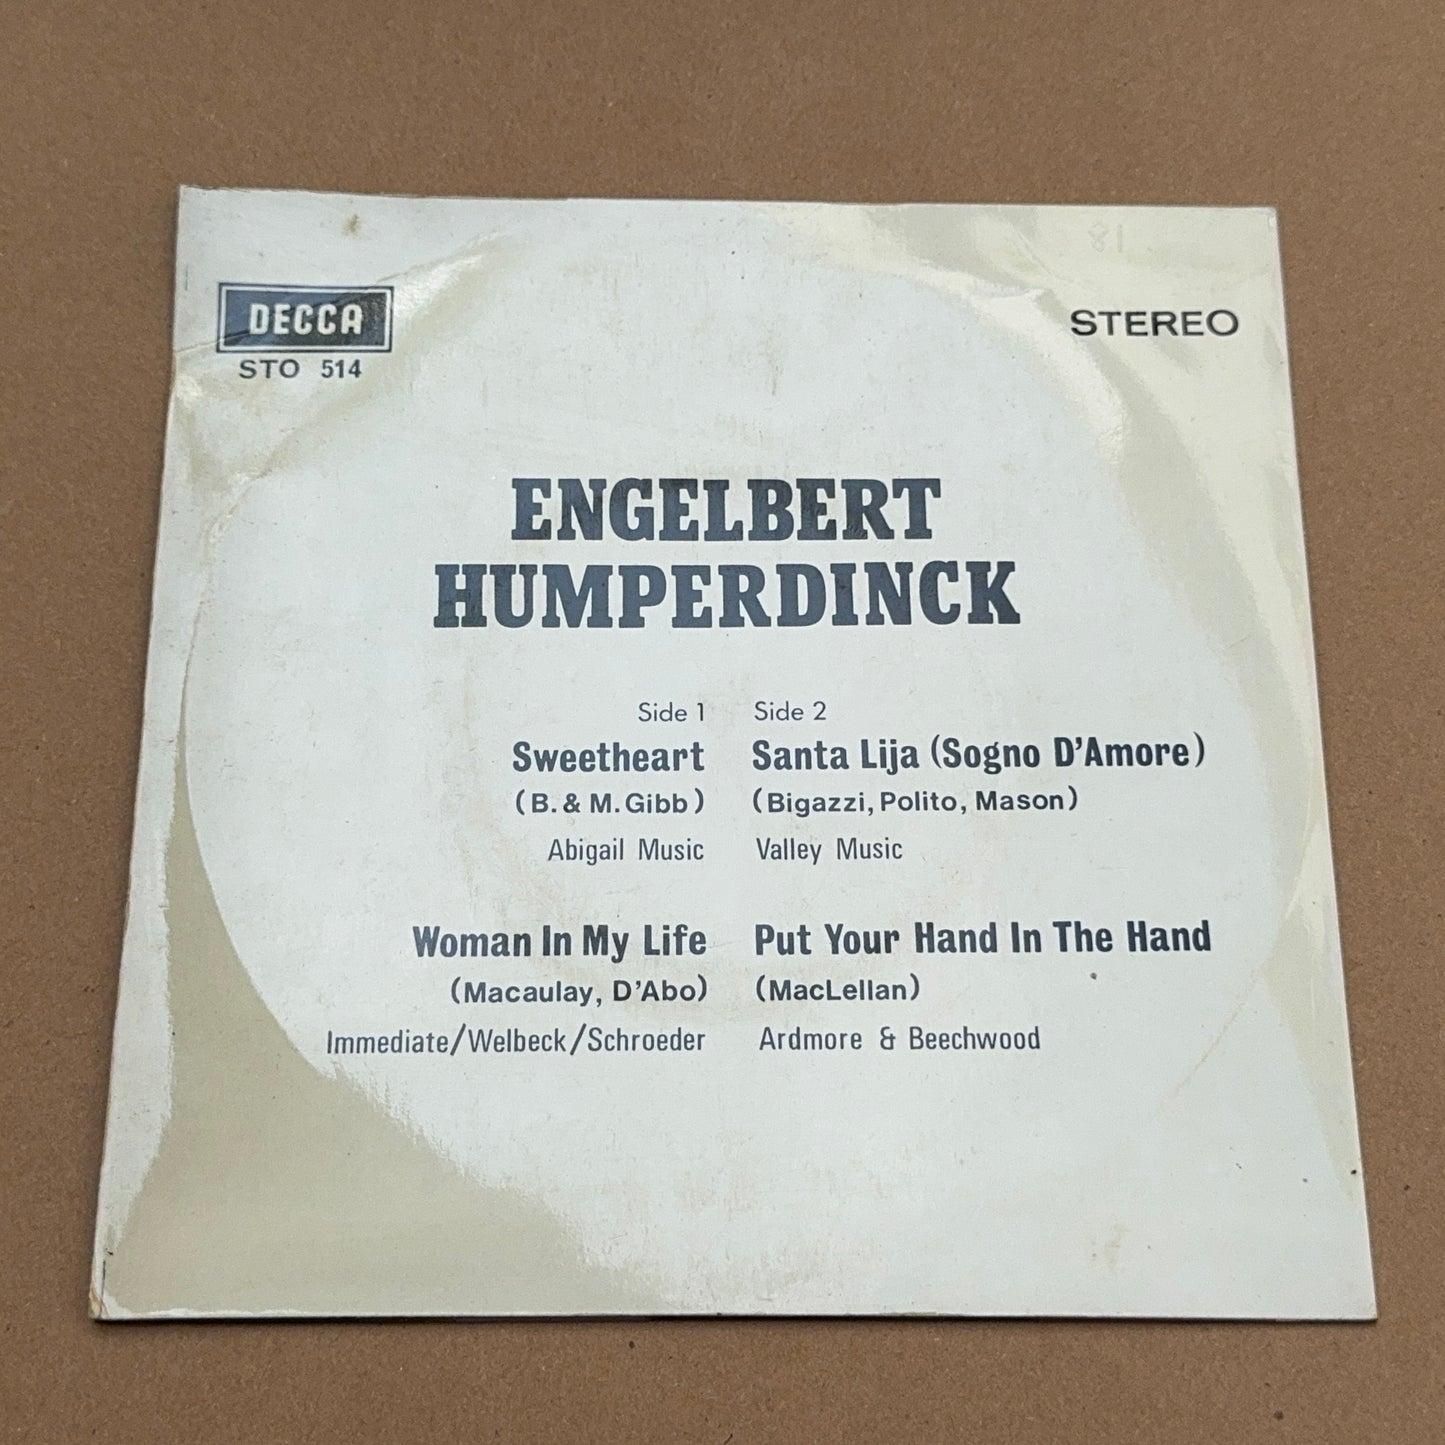 DECCA
STO 514
STEREO
81
ENGELBERT
HUMPERDINCK
Side 1
Sweetheart
(B. & M. Gibb)
Abigail Music
Woman In My Life
(Macaulay, D'Abo)
Immediate/Welbeck/Schroeder
Side 2
Santa Lija (Sogno D'Amore)
(Bigazzi, Polito, Mason)
Valley Music
Put Your Hand In The Hand
(MacLellan)
Ardmore & Beechwood